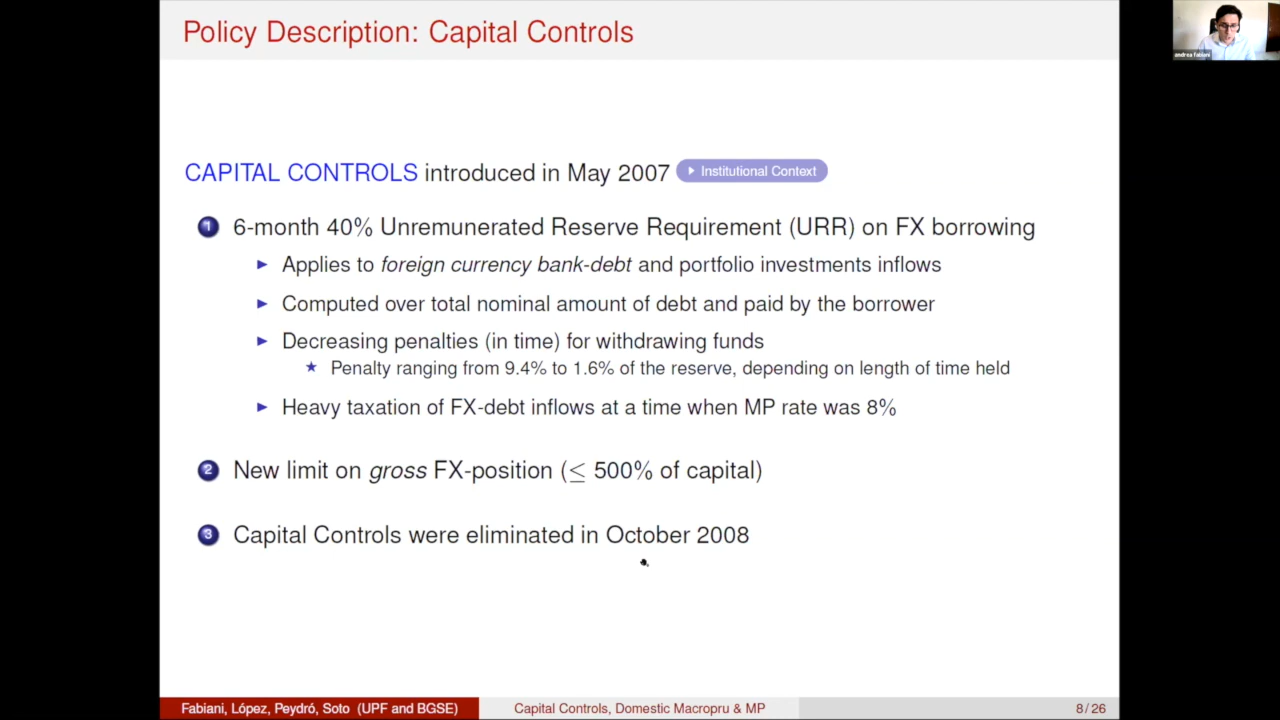 Policy Description: Capital Controls
andrea fabiani
CAPITAL CONTROLS introduced in May 2007 Institutional Context
1 6-month 40% Unremunerated Reserve Requirement (URR) on FX borrowing
Applies to foreign currency bank-debt and portfolio investments inflows
Computed over total nominal amount of debt and paid by the borrower
Decreasing penalties (in time) for withdrawing funds
Penalty ranging from 9.4% to 1.6% of the reserve, depending on length of time held
Heavy taxation of FX-debt inflows at a time when MP rate was 8%
2 New limit on gross FX-position (≤ 500% of capital)
3 Capital Controls were eliminated in October 2008
Fabiani, López, Peydró, Soto (UPF and BGSE) Capital Controls, Domestic Macropru & MP 8 / 26